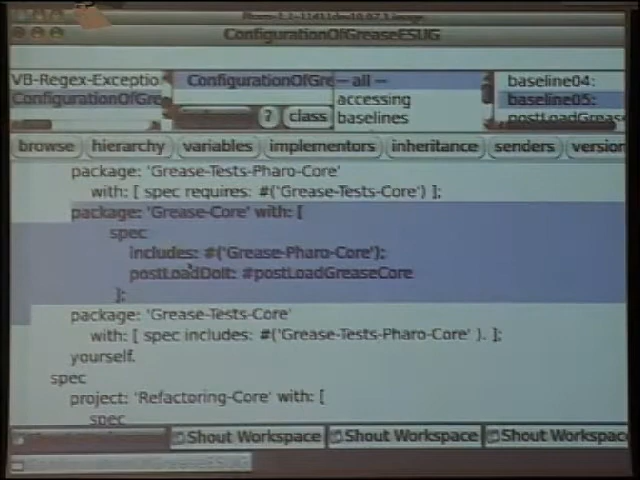 ConfigurationOfGreaseESUG
VB-Regex-Exceptio
ConfigurationOfGre
ConfigurationOfGre
-- all --
accessing
baselines
? class
baseline04:
baseline05:
postLoadGrease
browse hierarchy variables implementors inheritance senders version
package: 'Grease-Tests-Pharo-Core'
with: [ spec requires: #('Grease-Tests-Core') ];
package: 'Grease-Core' with: [
spec
includes: #('Grease-Pharo-Core');
postLoadDoIt: #postLoadGreaseCore
];
package: 'Grease-Tests-Core'
with: [ spec includes: #('Grease-Tests-Pharo-Core' ). ];
yourself.
spec
project: 'Refactoring-Core' with: [
spec
Shout Workspace Shout Workspace Shout Workspac